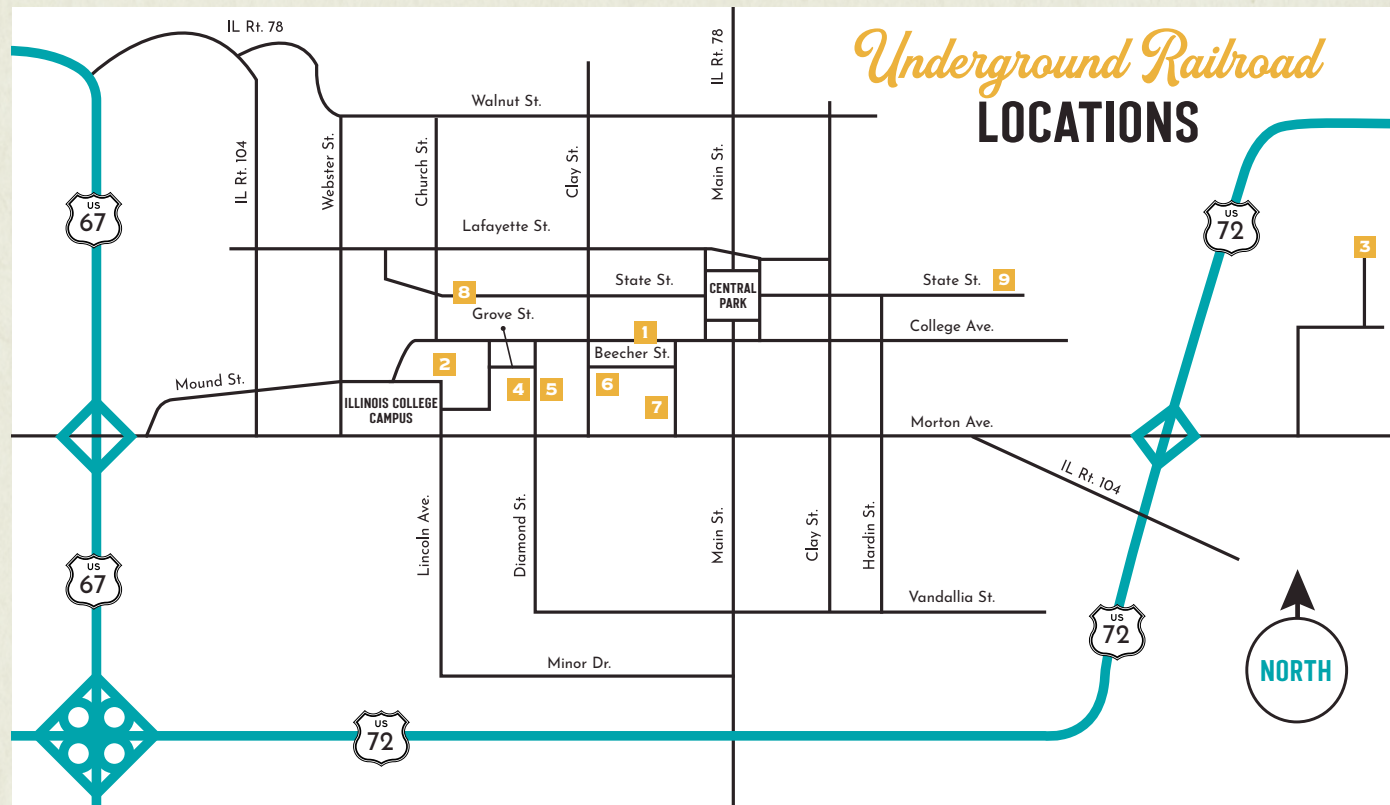 IL Rt. 78
IL Rt. 78
Underground Railroad
LOCATIONS
Walnut St.
IL Rt. 104
Webster St.
Church St.
Clay St.
Main St.
US
67
US
72
Lafayette St.
3
State St.
CENTRAL
PARK
State St.
9
8
Grove St.
1
College Ave.
Beecher St.
2
Mound St.
4
5
6
7
ILLINOIS COLLEGE
CAMPUS
Morton Ave.
IL Rt. 104
Lincoln Ave.
Diamond St.
Main St.
Clay St.
Hardin St.
US
67
Vandallia St.
US
72
Minor Dr.
NORTH
US
72